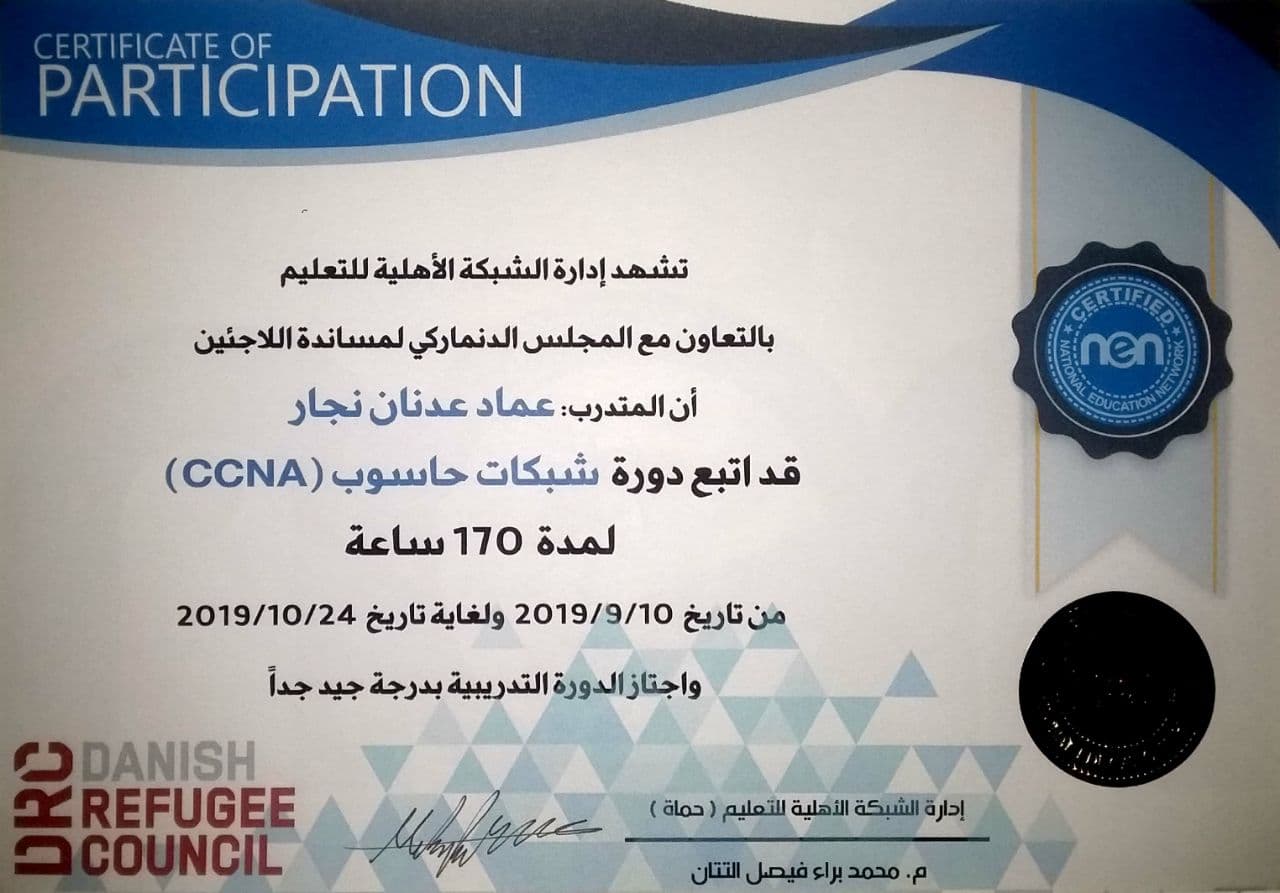 CERTIFICATE OF
PARTICIPATION
تشهد إدارة الشبكة الأهلية للتعليم
بالتعاون مع المجلس الدنماركي لمساندة اللاجئين
أن المتدرب: عماد عدنان نجار
قد اتبع دورة شبكات حاسوب (CCNA)
لمدة 170 ساعة
من تاريخ 2019/9/10 ولغاية تاريخ 2019/10/24
واجتاز الدورة التدريبية بدرجة جيد جداً
CERTIFIED
nen
NATIONAL EDUCATION NETWORK
DRC DANISH
REFUGEE
COUNCIL
إدارة الشبكة الأهلية للتعليم ( حماة )
م. محمد براء فيصل التتان